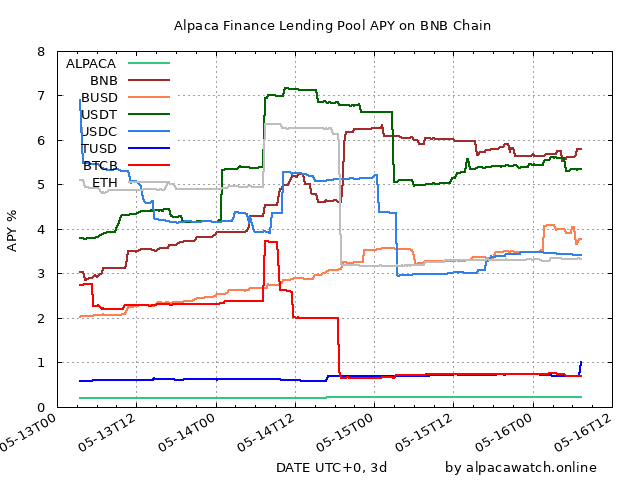 Alpaca Finance Lending Pool APY on BNB Chain
8
7
6
5
4
3
2
1
0
APY %
ALPACA
BNB
BUSD
USDT
USDC
TUSD
BTCB
ETH
05-13T00
05-13T12
05-14T00
05-14T12
05-15T00
05-15T12
05-16T00
05-16T12
DATE UTC+0, 3d
by alpacawatch.online